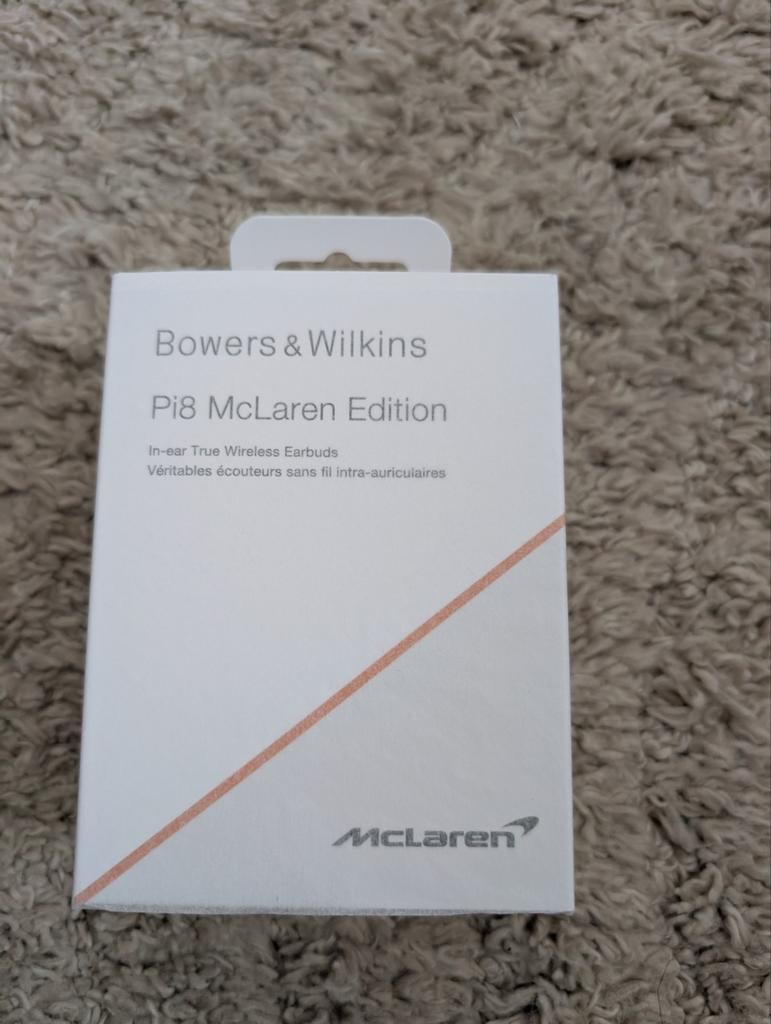 Bowers & Wilkins
Pi8 McLaren Edition
In-ear True Wireless Earbuds
Véritables écouteurs sans fil intra-auriculaires
McLaren